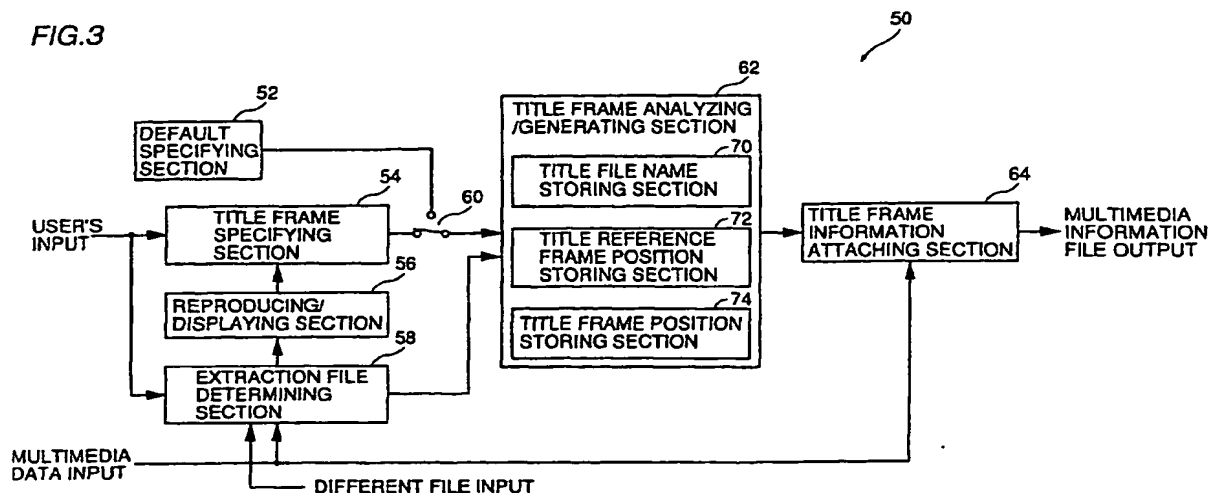 FIG.3
50
52
DEFAULT
SPECIFYING
SECTION
54
TITLE FRAME
SPECIFYING
SECTION
USER'S
INPUT
56
REPRODUCING/
DISPLAYING SECTION
58
EXTRACTION FILE
DETERMINING
SECTION
MULTIMEDIA
DATA INPUT
DIFFERENT FILE INPUT
60
62
TITLE FRAME ANALYZING
/GENERATING SECTION
70
TITLE FILE NAME
STORING SECTION
72
TITLE REFERENCE
FRAME POSITION
STORING SECTION
74
TITLE FRAME POSITION
STORING SECTION
64
TITLE FRAME
INFORMATION
ATTACHING SECTION
MULTIMEDIA
INFORMATION
FILE OUTPUT